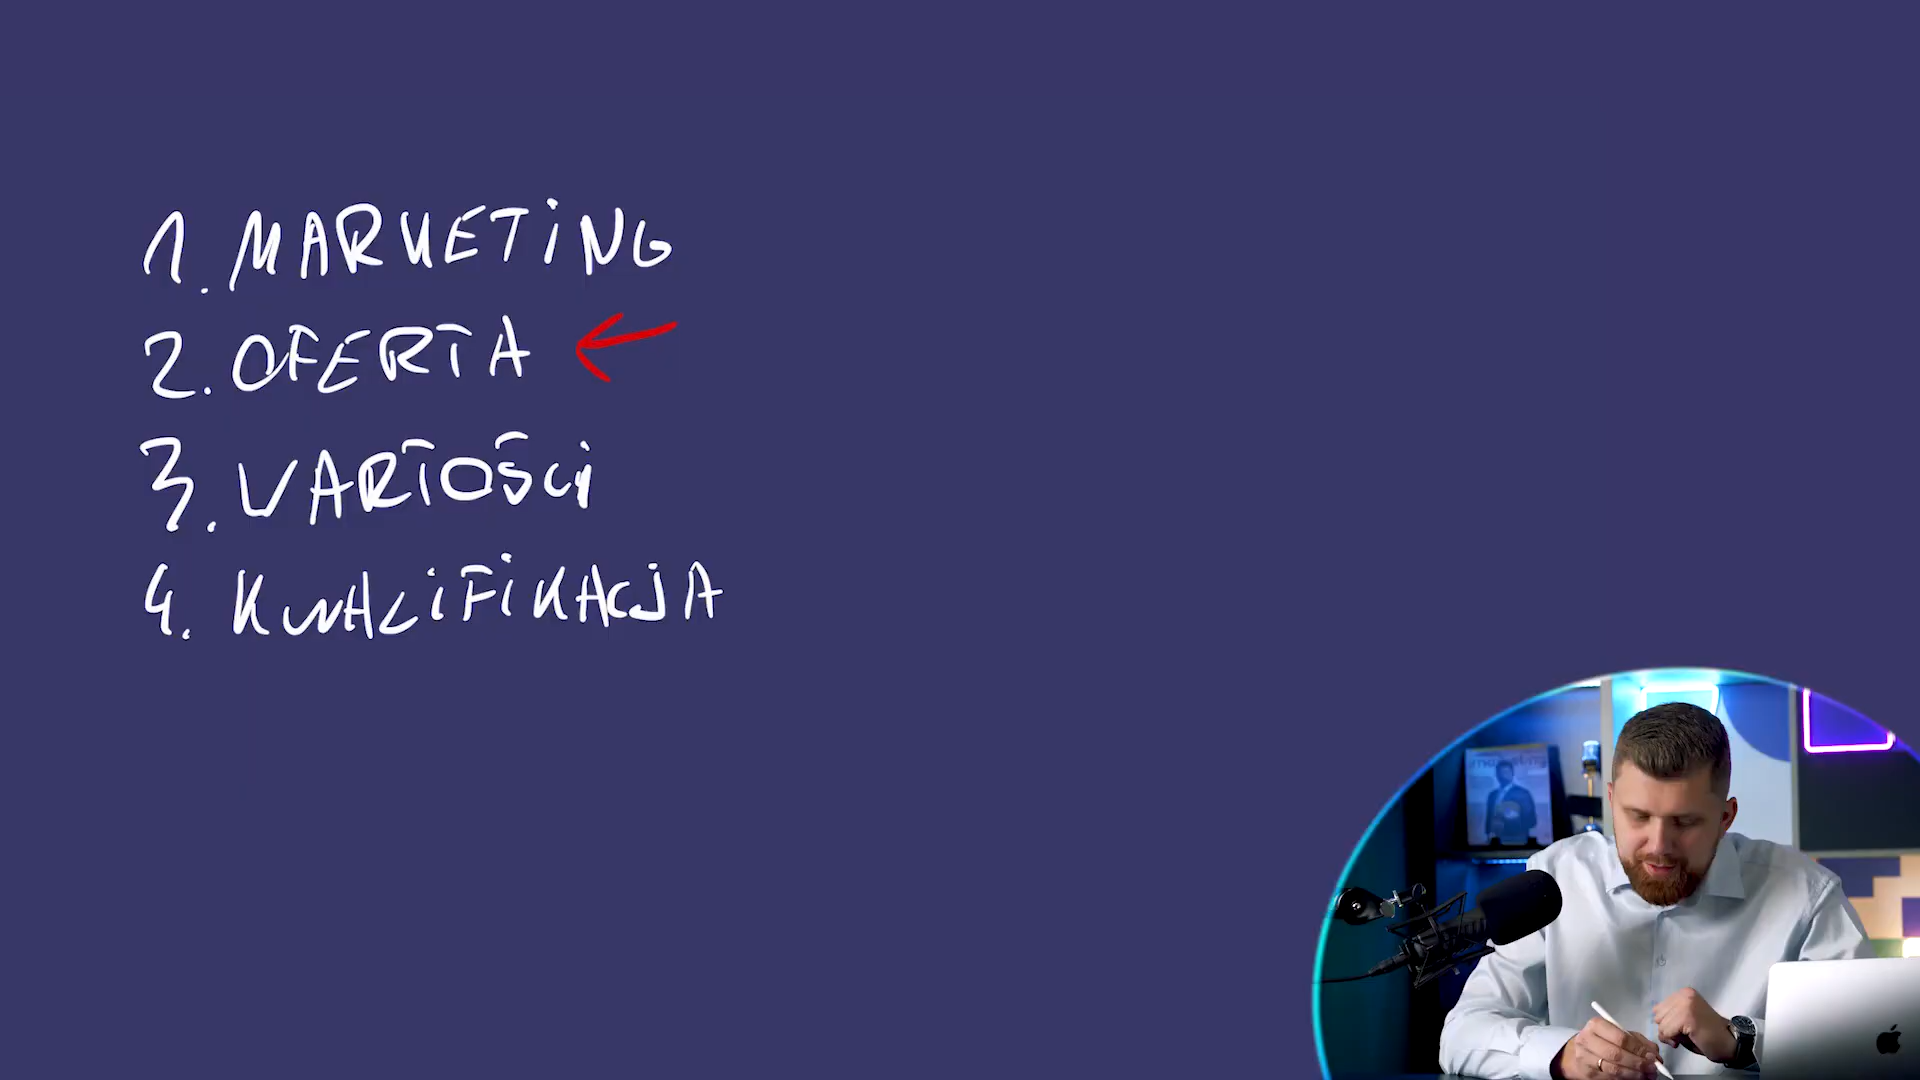 1. MARKETING
2. OFERTA
3. WARTOŚCI
4. KWALIFIKACJA